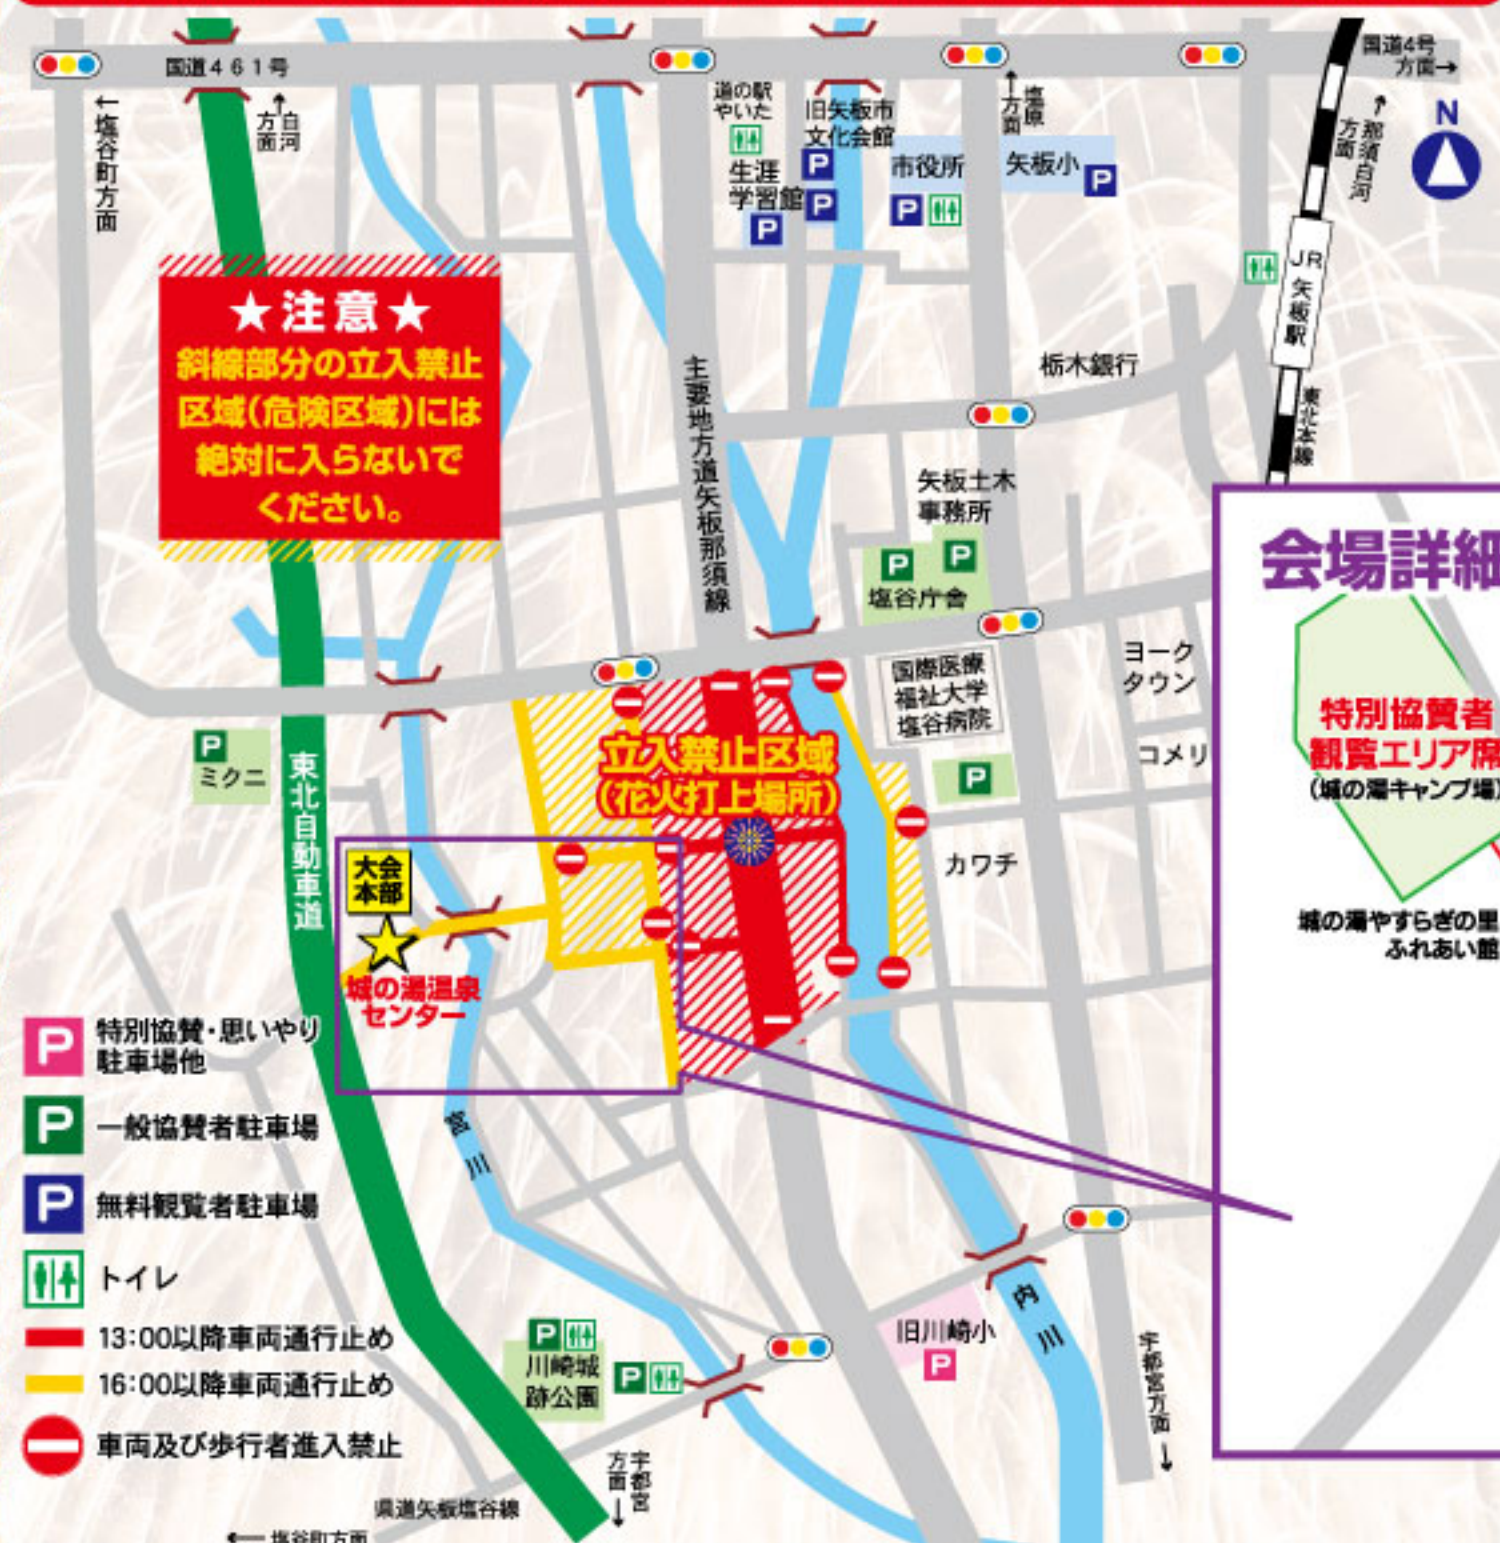 国道461号
国道4号
方面→
←塩谷町方面
↑白河
方面
道の駅
やいた
旧矢板市
文化会館
↑塩原
方面
N
↑那須白河
方面
生涯
学習館
P
P
P
市役所
P
矢板小
P
JR矢板駅
★注意★
斜線部分の立入禁止
区域(危険区域)には
絶対に入らないで
ください。
主要地方道矢板那須線
栃木銀行
東北本線
矢板土木
事務所
P
P
塩谷庁舎
会場詳細
国際医療
福祉大学
塩谷病院
ヨーク
タウン
特別協賛者
観覧エリア席
(城の湯キャンプ場)
P
ミクニ
東北自動車道
立入禁止区域
(花火打上場所)
P
コメリ
カワチ
大会
本部
城の湯温泉
センター
城の湯やすらぎの里
ふれあい館
P 特別協賛・思いやり
駐車場他
P 一般協賛者駐車場
P 無料観覧者駐車場
トイレ
13:00以降車両通行止め
16:00以降車両通行止め
車両及び歩行者進入禁止
宮川
内川
旧川崎小
P
P
川崎城
跡公園
P
宇都宮方面→
宇都宮
方面→
県道矢板塩谷線
←塩谷町方面